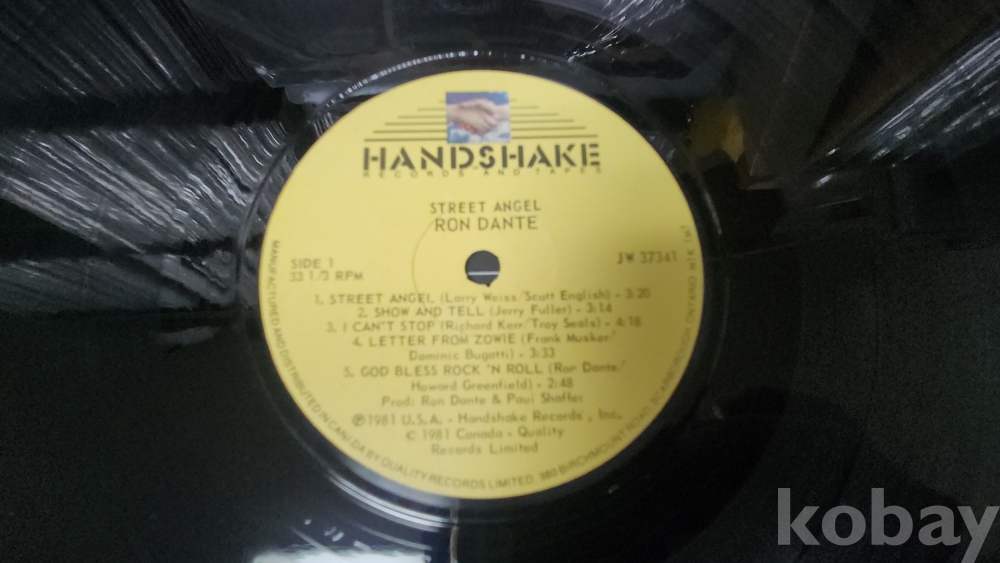 HANDSHAKE
RECORDS AND TAPES
STREET ANGEL
RON DANTE
SIDE 1
33 1/3 RPM
JW 37341
1. STREET ANGEL (Larry Weiss/Scott English) - 3:20
2. SHOW AND TELL (Jerry Fuller) - 3:14
3. I CAN'T STOP (Richard Kerr/Troy Seals) - 4:18
4. LETTER FROM ZOWIE (Frank Musker/
Dominic Bugatti) - 3:33
5. GOD BLESS ROCK 'N ROLL (Ron Dante/
Howard Greenfield) - 2:48
Prod: Ron Dante & Paul Shaffer
℗1981 U.S.A. - Handshake Records, Inc.
© 1981 Canada - Quality
Records Limited
MANUFACTURED AND DISTRIBUTED IN CANADA BY QUALITY RECORDS LIMITED, 380 BIRCHMOUNT ROAD, SCARBOROUGH, ONTARIO M1K 1M7
kobay